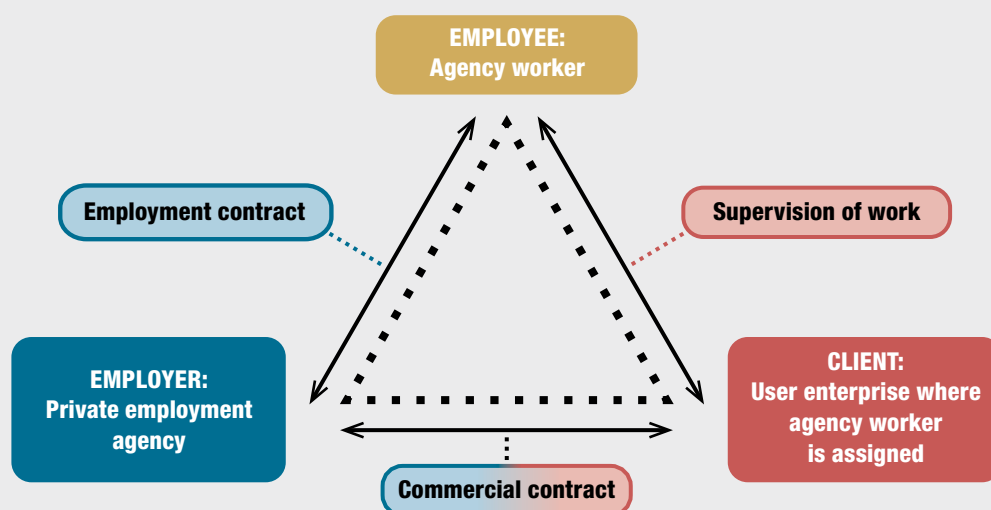 EMPLOYEE:
Agency worker
Employment contract
Supervision of work
EMPLOYER:
Private employment
agency
CLIENT:
User enterprise where
agency worker
is assigned
Commercial contract